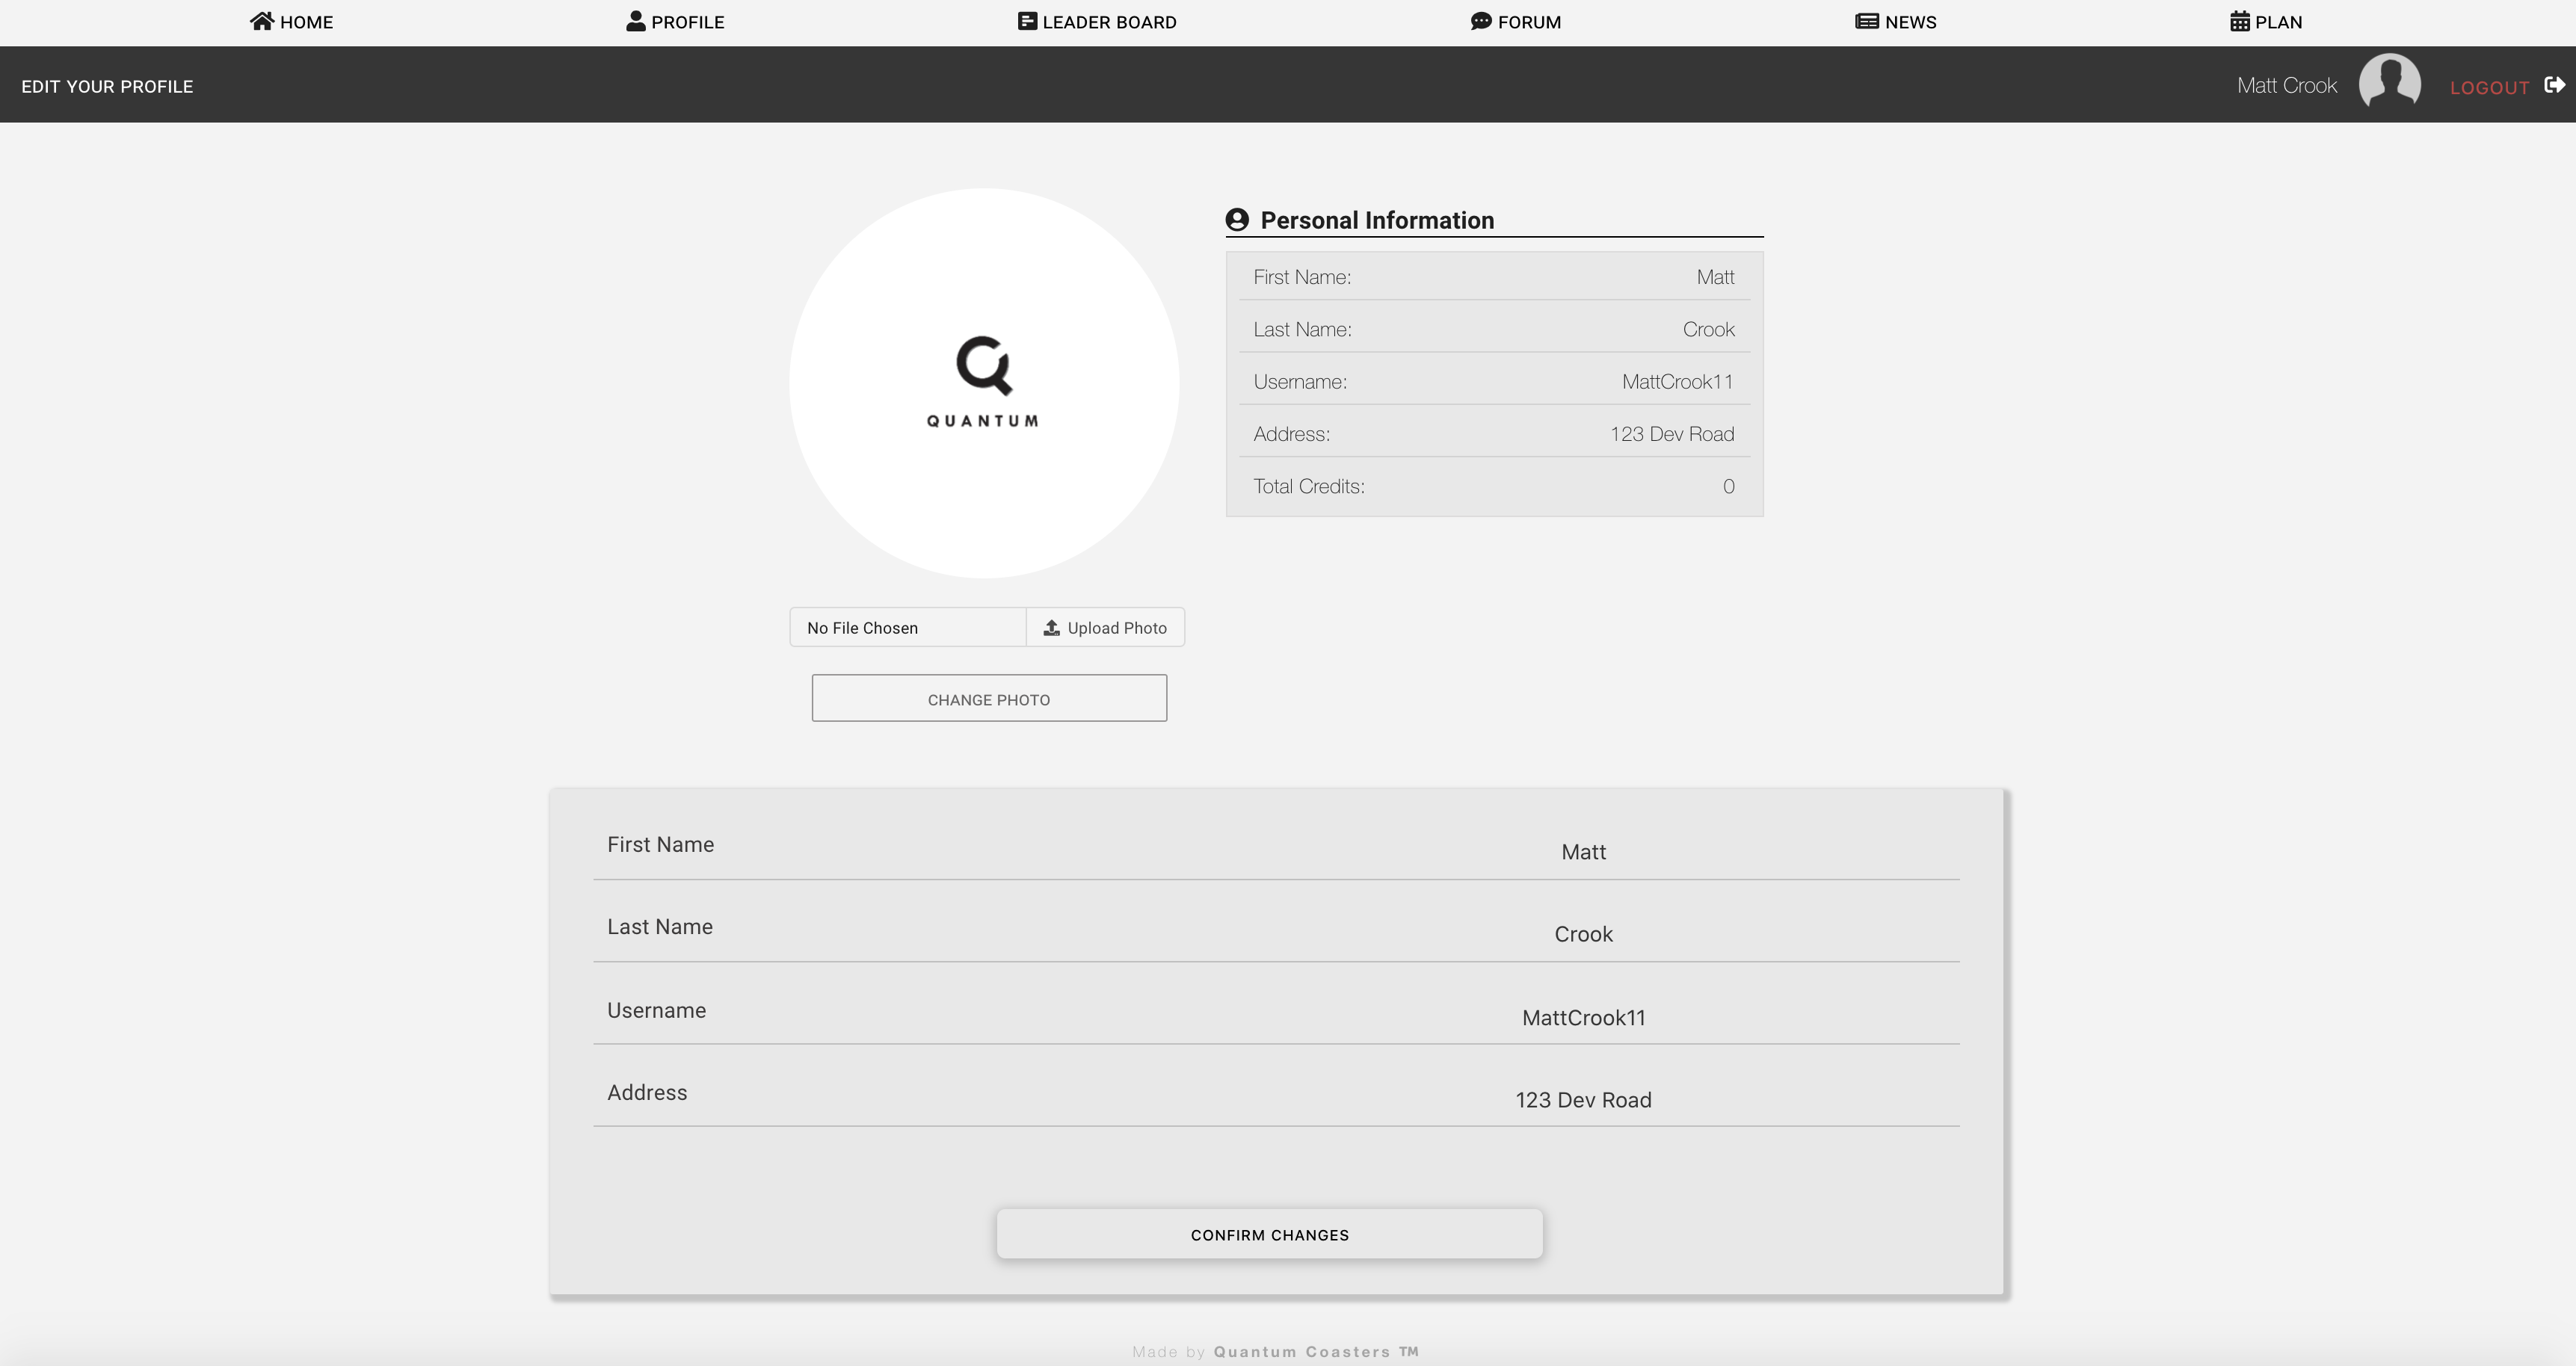 HOME PROFILE LEADER BOARD FORUM NEWS PLAN
EDIT YOUR PROFILE Matt Crook LOGOUT
QUANTUM
Personal Information
First Name: Matt
Last Name: Crook
Username: MattCrook11
Address: 123 Dev Road
Total Credits: 0
No File Chosen Upload Photo
CHANGE PHOTO
First Name Matt
Last Name Crook
Username MattCrook11
Address 123 Dev Road
CONFIRM CHANGES
Made by Quantum Coasters ™